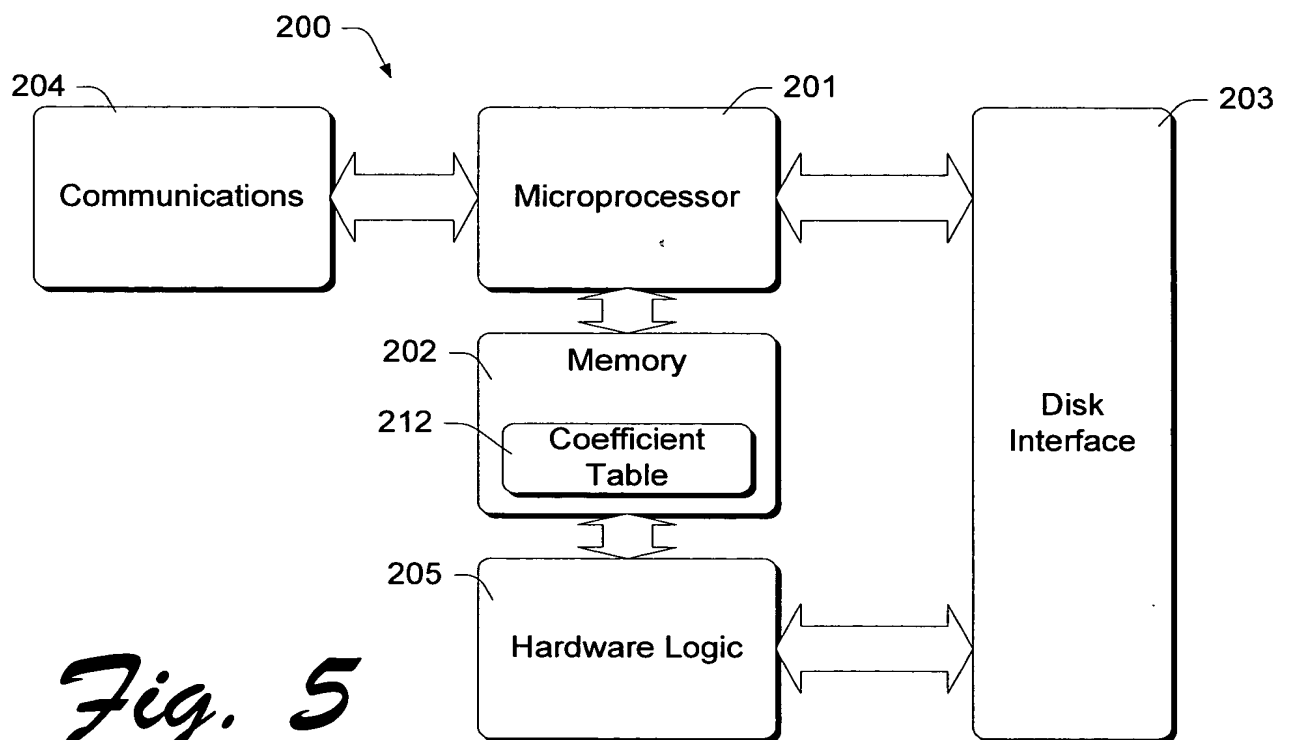 200
204
201
203
Communications
Microprocessor
202
Memory
212
Coefficient
Table
Disk
Interface
205
Hardware Logic
Fig. 5